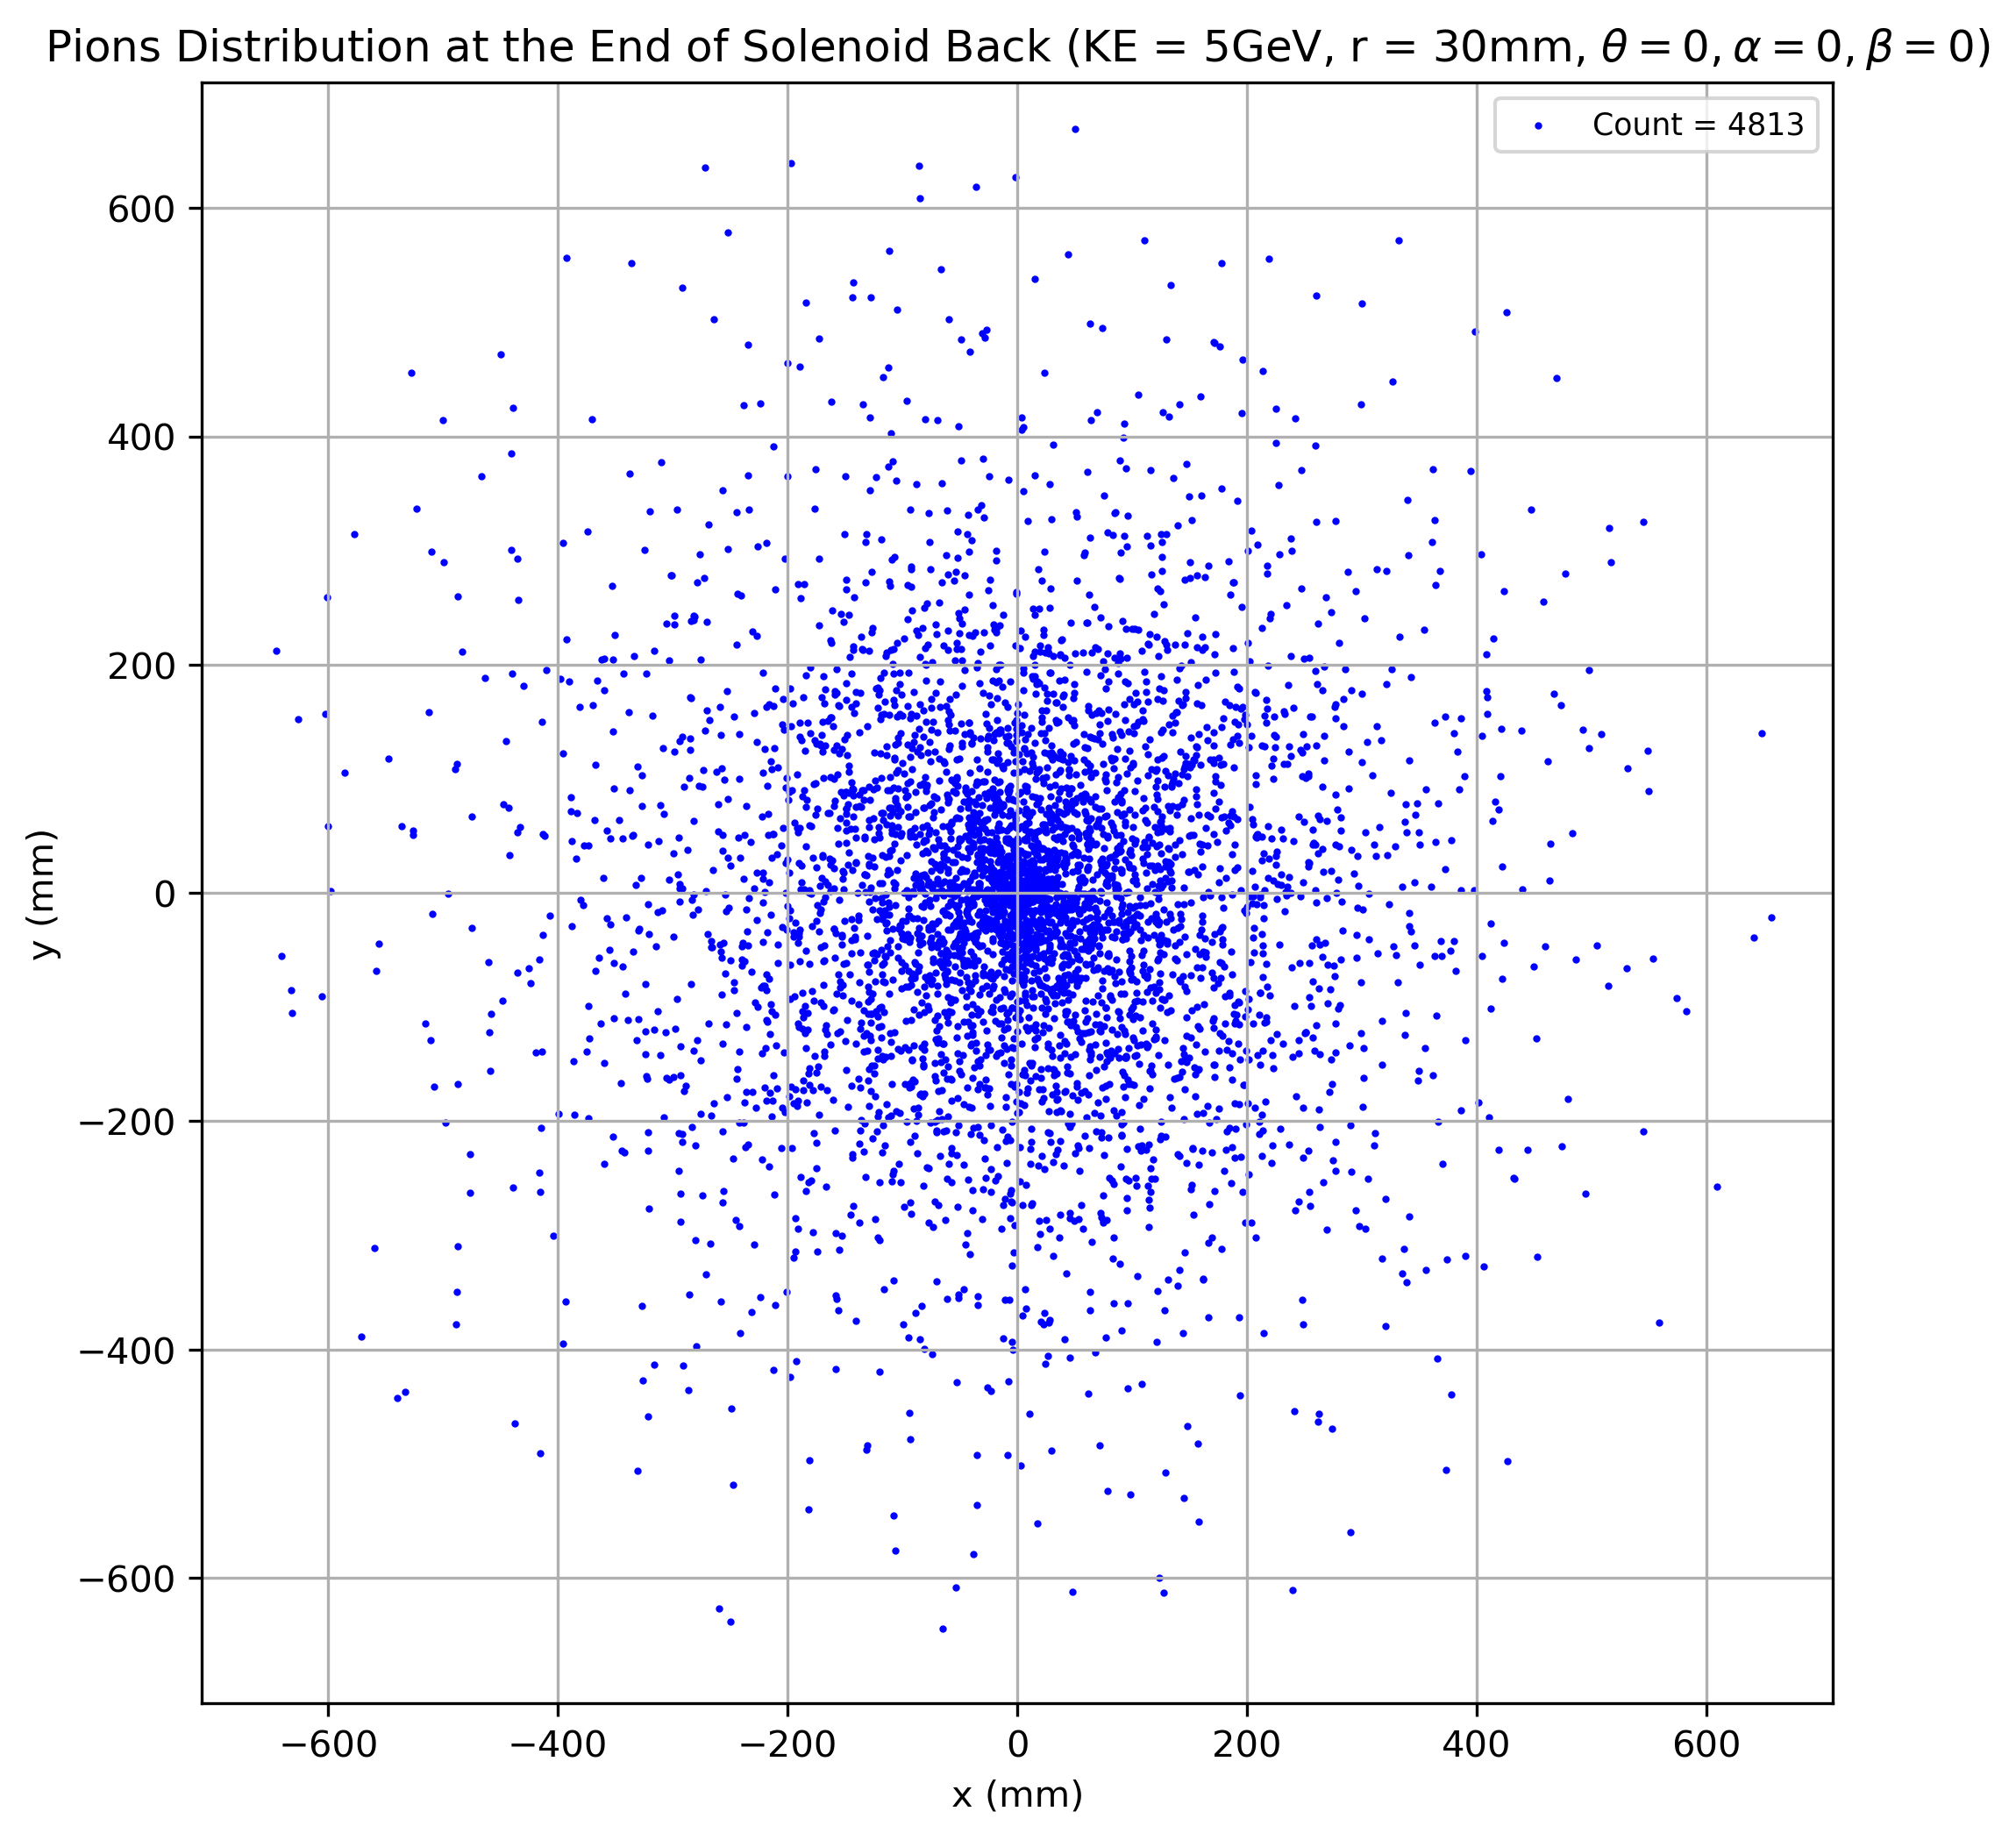 Pions Distribution at the End of Solenoid Back (KE = 5GeV, r = 30mm, θ = 0, α = 0, β = 0)
Count = 4813
600
400
200
0
−200
−400
−600
y (mm)
−600 −400 −200 0 200 400 600
x (mm)